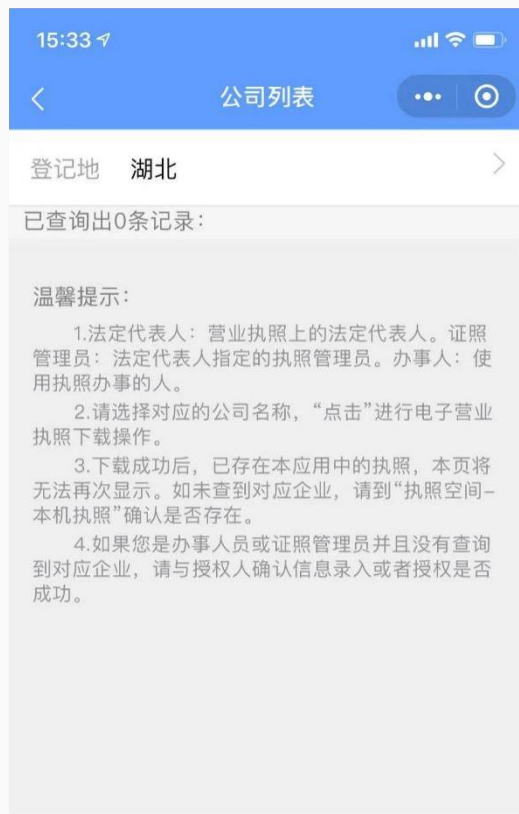 15:33
公司列表
登记地 湖北
已查询出0条记录：
温馨提示：
1.法定代表人：营业执照上的法定代表人。证照
管理员：法定代表人指定的执照管理员。办事人：使
用执照办事的人。
2.请选择对应的公司名称，“点击”进行电子营业
执照下载操作。
3.下载成功后，已存在本应用中的执照，本页将
无法再次显示。如未查到对应企业，请到“执照空间-
本机执照”确认是否存在。
4.如果您是办事人员或证照管理员并且没有查询
到对应企业，请与授权人确认信息录入或者授权是否
成功。